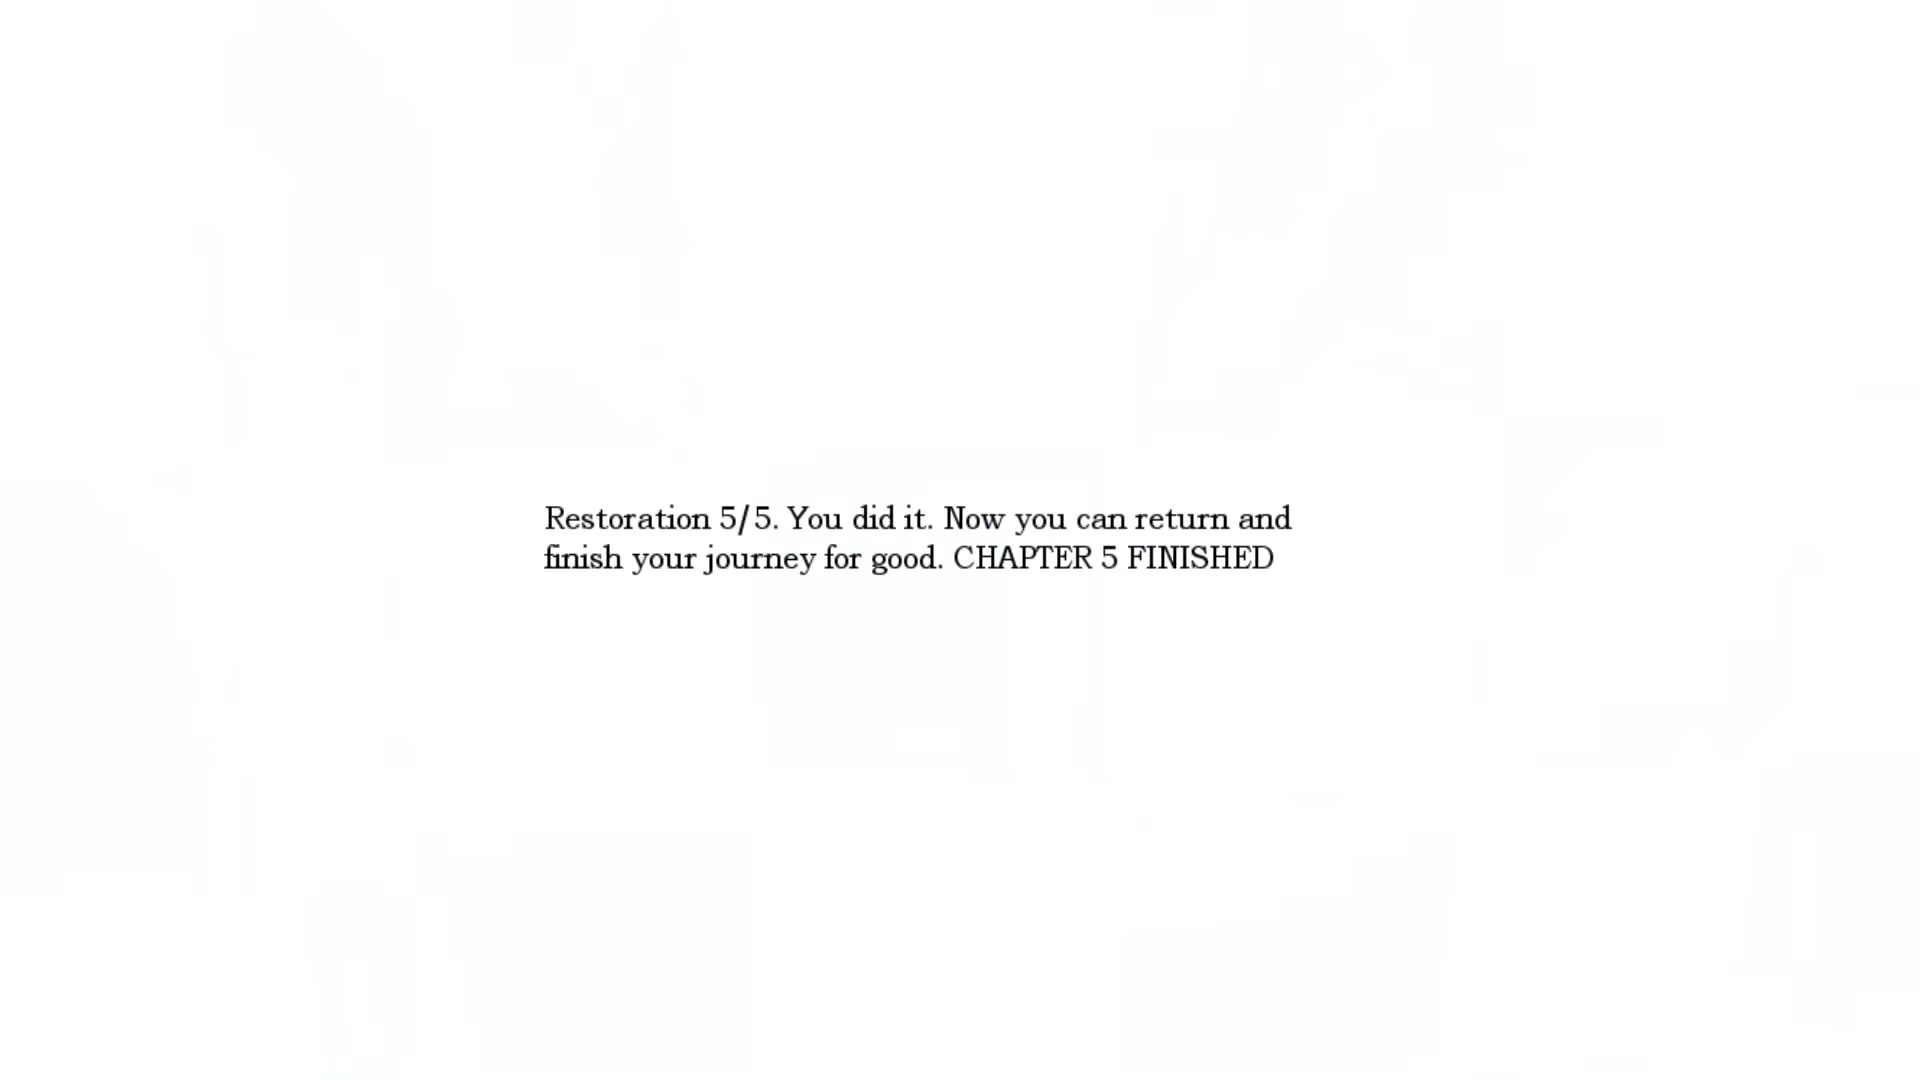 Restoration 5/5. You did it. Now you can return and
finish your journey for good. CHAPTER 5 FINISHED